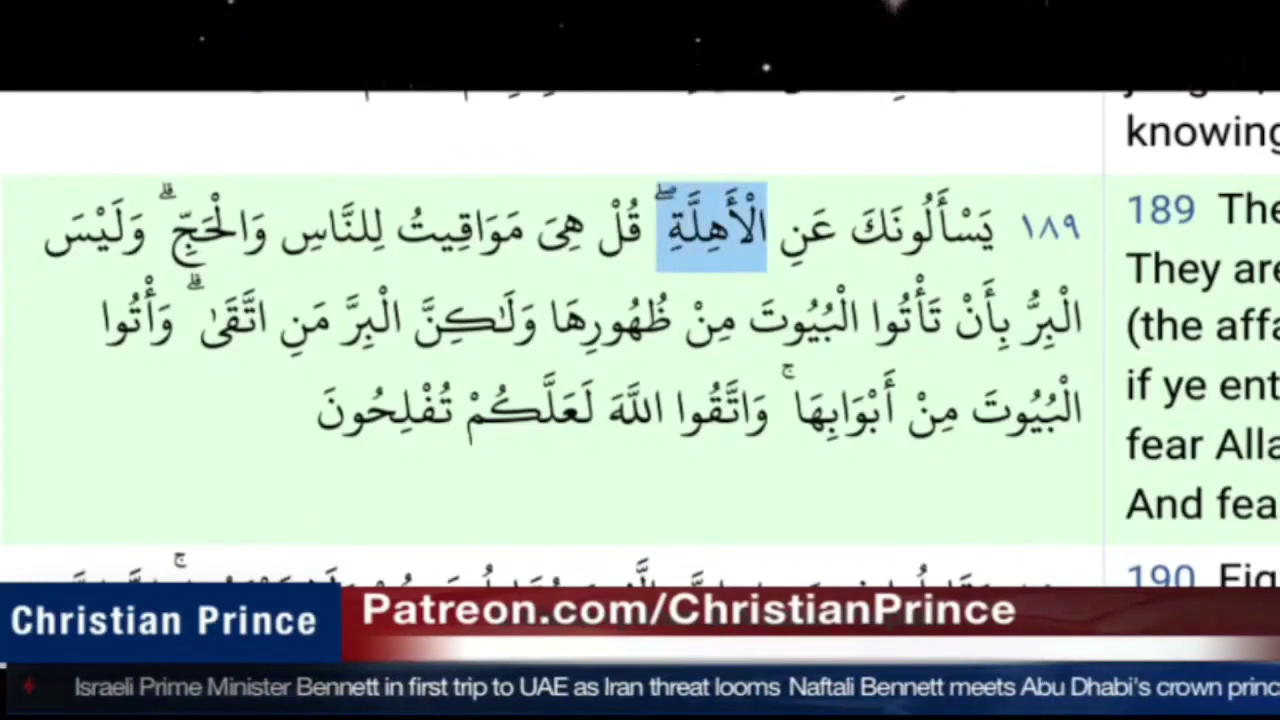 knowing
١٨٩ يَسْأَلُونَكَ عَنِ الْأَهِلَّةِ ۖ قُلْ هِىَ مَوَاقِيتُ لِلنَّاسِ وَالْحَجِّ ۗ وَلَيْسَ
الْبِرُّ بِأَنْ تَأْتُوا الْبُيُوتَ مِنْ ظُهُورِهَا وَلَٰكِنَّ الْبِرَّ مَنِ اتَّقَىٰ ۗ وَأْتُوا
الْبُيُوتَ مِنْ أَبْوَابِهَا ۚ وَاتَّقُوا اللَّهَ لَعَلَّكُمْ تُفْلِحُونَ
189 The
They are
(the affa
if ye ent
fear Alla
And fea
190 Fig
Christian Prince
Patreon.com/ChristianPrince
Israeli Prime Minister Bennett in first trip to UAE as Iran threat looms Naftali Bennett meets Abu Dhabi's crown princ